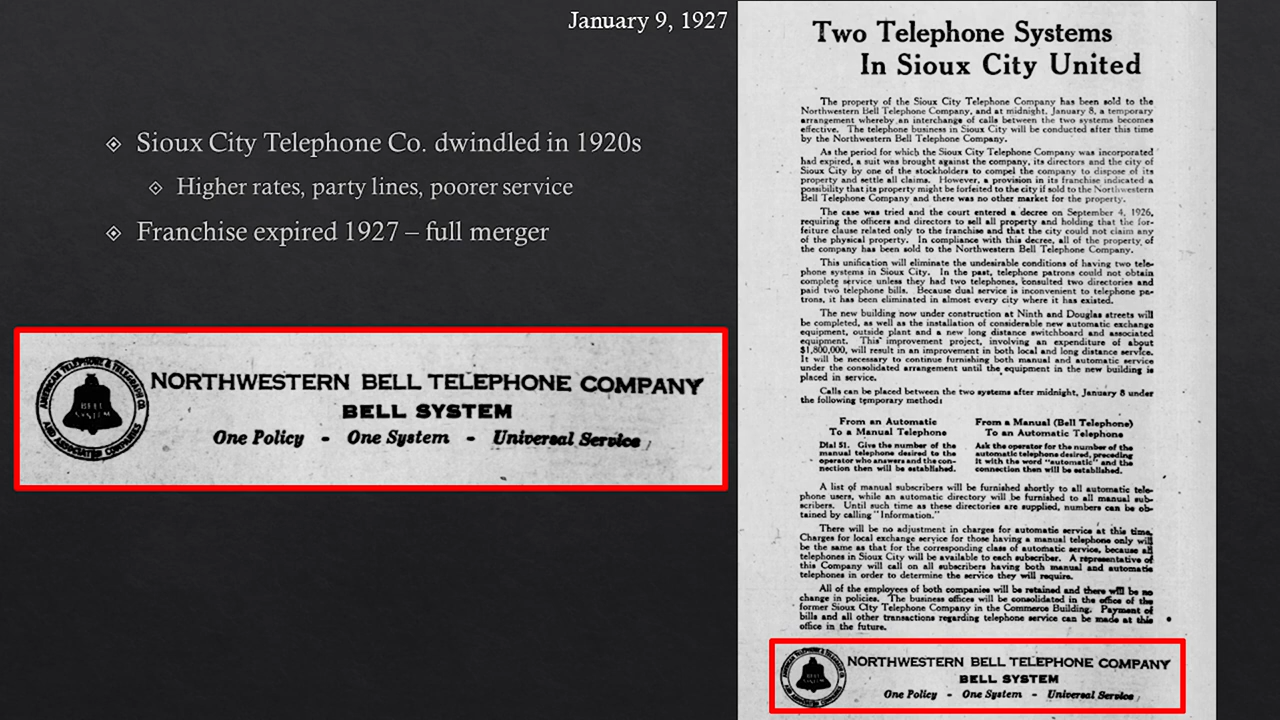 January 9, 1927
Sioux City Telephone Co. dwindled in 1920s
Higher rates, party lines, poorer service
Franchise expired 1927 – full merger
AMERICAN TELEPHONE & TELEGRAPH CO.
AND ASSOCIATED COMPANIES
BELL
SYSTEM
NORTHWESTERN BELL TELEPHONE COMPANY
BELL SYSTEM
One Policy - One System - Universal Service
Two Telephone Systems
In Sioux City United
The property of the Sioux City Telephone Company has been sold to the
Northwestern Bell Telephone Company, and at midnight, January 8, a temporary
arrangement whereby an interchange of calls between the two systems becomes
effective. The telephone business in Sioux City will be conducted after this time
by the Northwestern Bell Telephone Company.
As the period for which the Sioux City Telephone Company was incorporated
had expired, a suit was brought against the company, its directors and the city of
Sioux City by one of the stockholders to compel the company to dispose of its
property and settle all claims. However, a provision in its franchise indicated a
possibility that its property might be forfeited to the city if sold to the Northwestern
Bell Telephone Company and there was no other market for the property.
The case was tried and the court entered a decree on September 4, 1926,
requiring the officers and directors to sell all property and holding that the for-
feiture clause related only to the franchise and that the city could not claim any
of the physical property. In compliance with this decree, all of the property of
the company has been sold to the Northwestern Bell Telephone Company.
This unification will eliminate the undesirable conditions of having two tele-
phone systems in Sioux City. In the past, telephone patrons could not obtain
complete service unless they had two telephones, consulted two directories and
paid two telephone bills. Because dual service is inconvenient to telephone pa-
trons, it has been eliminated in almost every city where it has existed.
The new building now under construction at Ninth and Douglas streets will
be completed, as well as the installation of considerable new automatic exchange
equipment, outside plant and a new long distance switchboard and associated
equipment. This improvement project, involving an expenditure of about
$1,800,000, will result in an improvement in both local and long distance service.
It will be necessary to continue furnishing both manual and automatic service
under the consolidated arrangement until the equipment in the new building is
placed in service.
Calls can be placed between the two systems after midnight, January 8 under
the following temporary method:
From an Automatic
To a Manual Telephone
Dial 51. Give the number of the
manual telephone desired to the
operator who answers and the con-
nection then will be established.
From a Manual (Bell Telephone)
To an Automatic Telephone
Ask the operator for the number of the
automatic telephone desired, preceding
it with the word "automatic" and the
connection then will be established.
A list of manual subscribers will be furnished shortly to all automatic tele-
phone users, while an automatic directory will be furnished to all manual sub-
scribers. Until such time as these directories are supplied, numbers can be ob-
tained by calling "Information."
There will be no adjustment in charges for automatic service at this time.
Charges for local exchange service for those having a manual telephone only will
be the same as that for the corresponding class of automatic service, because all
telephones in Sioux City will be available to each subscriber. A representative of
this Company will call on all subscribers having both manual and automatic
telephones in order to determine the service they will require.
All of the employees of both companies will be retained and there will be no
change in policies. The business offices will be consolidated in the office of the
former Sioux City Telephone Company in the Commerce Building. Payment of
bills and all other transactions regarding telephone service can be made at this
office in the future.
BELL
SYSTEM
NORTHWESTERN BELL TELEPHONE COMPANY
BELL SYSTEM
One Policy - One System - Universal Service